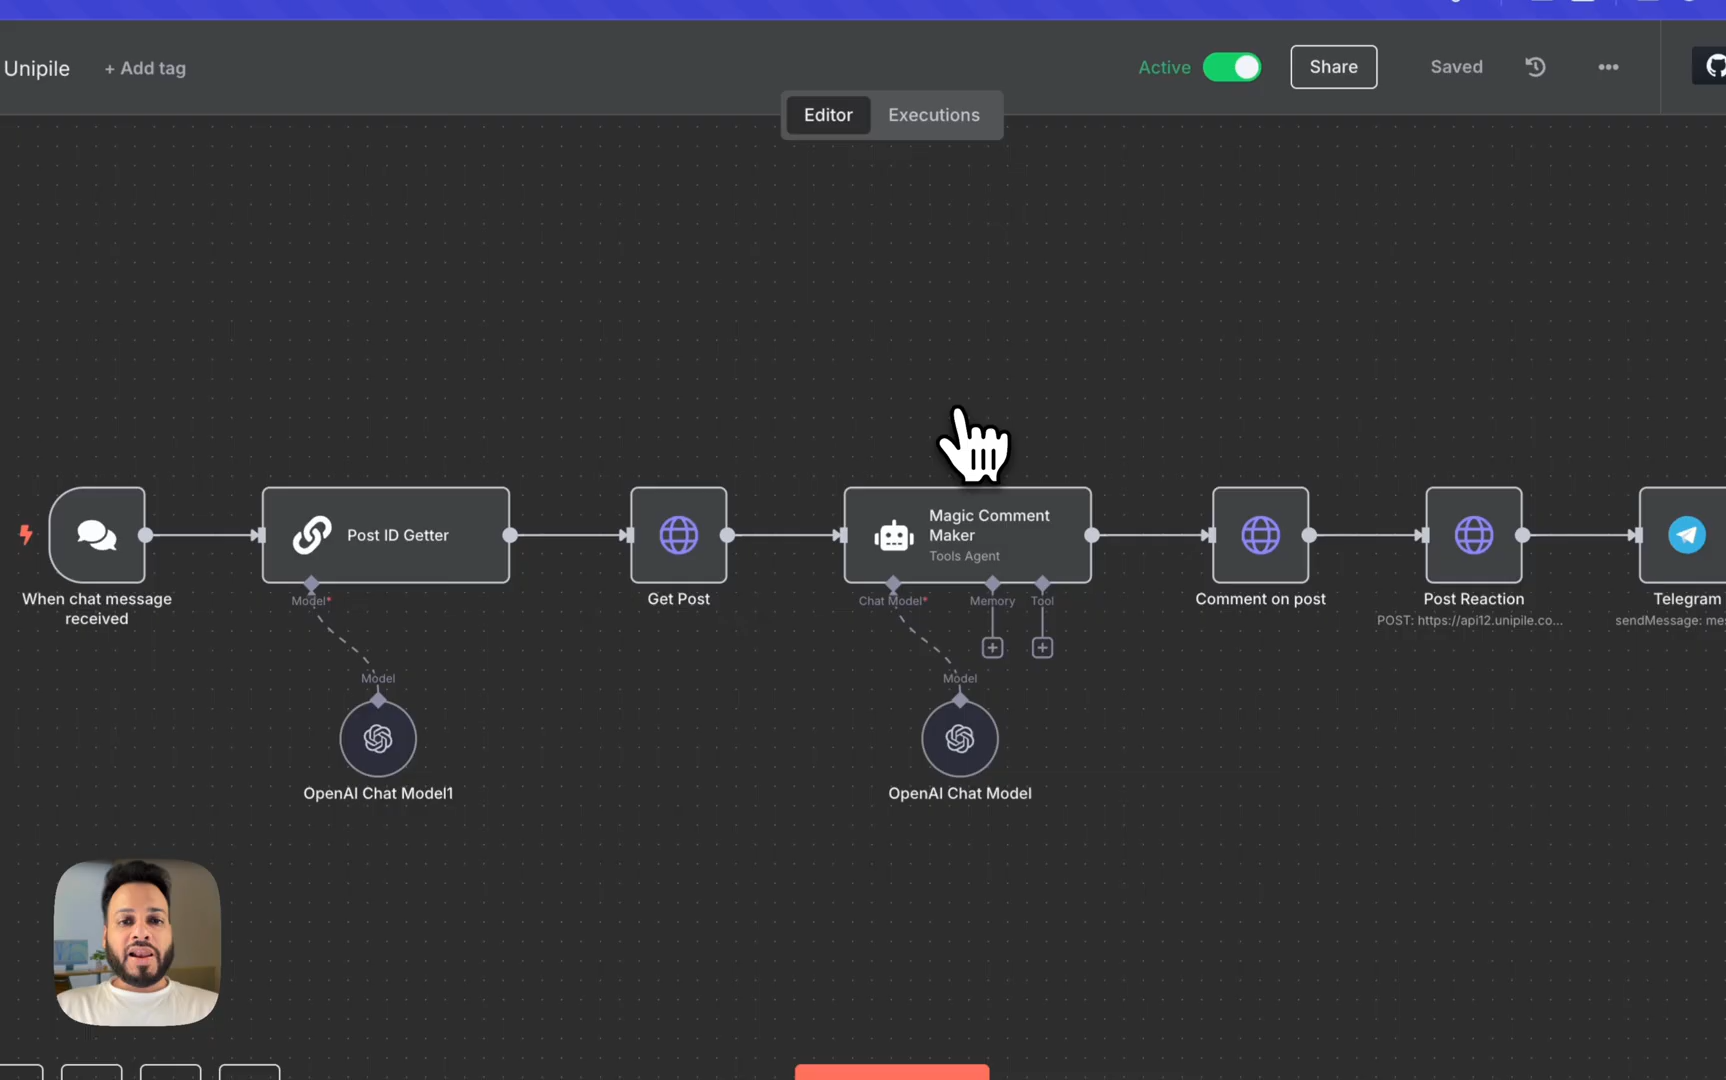 Unipile
+ Add tag
Active
Share
Saved
Editor
Executions
Post ID Getter
Magic Comment
Maker
Tools Agent
When chat message
received
Model*
Get Post
Chat Model*
Memory
Tool
Comment on post
Post Reaction
POST: https://api12.unipile.co...
Telegram
sendMessage: mes
Model
Model
OpenAI Chat Model1
OpenAI Chat Model